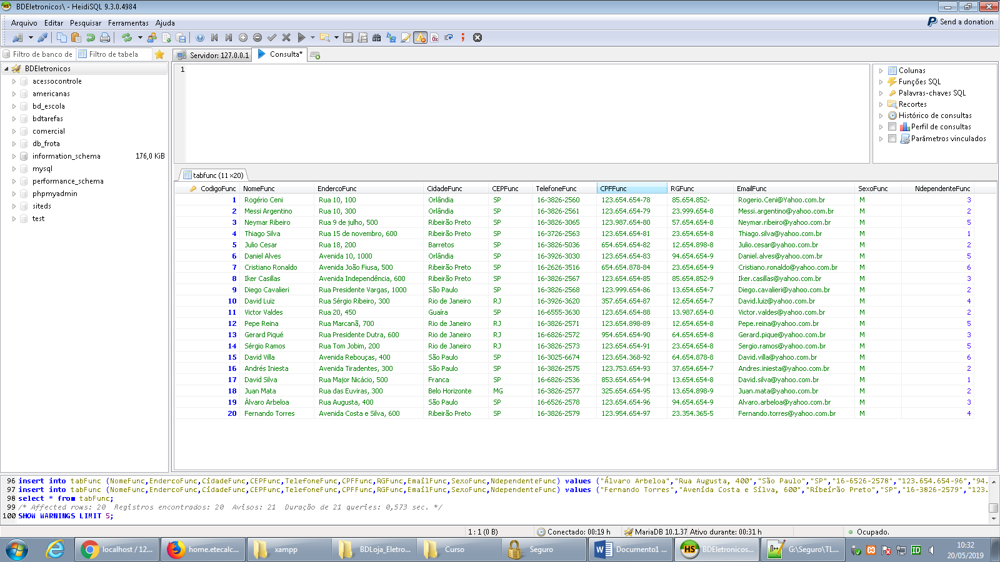 BDEletronicos\ - HeidiSQL 9.3.0.4984
Arquivo Editar Pesquisar Ferramentas Ajuda
Send a donation
Filtro de banco de Filtro de tabela
Servidor: 127.0.0.1 Consulta*
BDEletronicos
acessocontrole
americanas
bd_escola
bdtarefas
comercial
db_frota
information_schema 176,0 KiB
mysql
performance_schema
phpmyadmin
siteds
test
1
Colunas
Funções SQL
Palavras-chaves SQL
Recortes
Histórico de consultas
Perfil de consultas
Parâmetros vinculados
tabfunc (11×20)
CodigoFunc NomeFunc EndercoFunc CidadeFunc CEPFunc TelefoneFunc CPFFunc RGFunc EmailFunc SexoFunc NdependenteFunc
1 Rogério Ceni Rua 10, 100 Orlândia SP 16-3826-2560 123.654.654-78 85.654.852- Rogerio.Ceni@Yahoo.com.br M 3
2 Messi Argentino Rua 10, 300 Orlândia SP 16-3826-2561 123.654.654-79 23.999.654-8 Messi.argentino@yahoo.com.br M 2
3 Neymar Ribeiro Rua 9 de julho, 500 Ribeirão Preto SP 16-3826-3065 123.987.654-80 57.654.654-8 Neymar.ribeiro@yahoo.com.br M 5
4 Thiago Silva Rua 15 de novembro, 600 Ribeirão Preto SP 16-3726-2563 123.654.654-81 23.654.654-8 Thiago.silva@yahoo.com.br M 1
5 Julio Cesar Rua 18, 200 Barretos SP 16-3826-5036 654.654.654-82 12.654.898-8 Julio.cesar@yahoo.com.br M 2
6 Daniel Alves Avenida 10, 1000 Orlândia SP 16-3926-3030 123.654.654-83 94.654.654-9 Daniel.alves@yahoo.com.br M 5
7 Cristiano Ronaldo Avenida João Fiusa, 500 Ribeirão Preto SP 16-2626-3516 654.654.878-84 23.654.654-9 Cristiano.ronaldo@yahoo.com.br M 6
8 Iker Casillas Avenida Independência, 600 Ribeirão Preto SP 16-3826-2567 123.654.654-85 85.654.852-9 Iker.casillas@yahoo.com.br M 3
9 Diego Cavalieri Rua Presidente Vargas, 1000 São Paulo SP 16-3826-2568 123.999.654-86 13.654.654-7 Diego.cavalieri@yahoo.com.br M 2
10 David Luiz Rua Sérgio Ribeiro, 300 Rio de Janeiro RJ 16-3926-3620 357.654.654-87 12.654.654-7 David.luiz@yahoo.com.br M 4
11 Victor Valdes Rua 20, 450 Guaíra SP 16-6555-3630 123.654.654-88 13.987.654-0 Victor.valdes@yahoo.com.br M 2
12 Pepe Reina Rua Marcanã, 700 Rio de Janeiro RJ 16-3826-2571 123.654.898-89 12.654.654-8 Pepe.reina@yahoo.com.br M 5
13 Gerard Piqué Rua Presidente Dutra, 600 Rio de Janeiro RJ 16-6826-2572 954.654.654-90 64.654.654-8 Gerard.pique@yahoo.com.br M 3
14 Sérgio Ramos Rua Tom Jobim, 200 Rio de Janeiro RJ 16-3826-2573 123.654.654-91 23.654.654-8 Sergio.ramos@yahoo.com.br M 5
15 David Villa Avenida Rebouças, 400 São Paulo SP 16-3025-6674 123.654.368-92 64.654.878-8 David.villa@yahoo.com.br M 6
16 Andrés Iniesta Avenida Tiradentes, 300 São Paulo SP 16-3826-2575 123.753.654-93 37.654.654-7 Andres.iniesta@yahoo.com.br M 2
17 David Silva Rua Major Nicácio, 500 Franca SP 16-6826-2536 853.654.654-94 13.654.654-8 David.silva@yahoo.com.br M 1
18 Juan Mata Rua das Euviras, 300 Belo Horizonte MG 16-3826-2577 325.654.654-95 13.654.898-9 Juan.mata@yahoo.com.br M 2
19 Álvaro Arbeloa Rua Augusta, 400 São Paulo SP 16-6526-2578 123.654.654-96 94.654.654-9 Alvaro.arbeloa@yahoo.com.br M 3
20 Fernando Torres Avenida Costa e Silva, 600 Ribeirão Preto SP 16-3826-2579 123.954.654-97 23.354.365-5 Fernando.torres@yahoo.com.br M 4
96 insert into tabFunc (NomeFunc,EndercoFunc,CidadeFunc,CEPFunc,TelefoneFunc,CPFFunc,RGFunc,EmailFunc,SexoFunc,NdependenteFunc) values ("Álvaro Arbeloa","Rua Augusta, 400","São Paulo","SP","16-6526-2578","123.654.654-96","94.
97 insert into tabFunc (NomeFunc,EndercoFunc,CidadeFunc,CEPFunc,TelefoneFunc,CPFFunc,RGFunc,EmailFunc,SexoFunc,NdependenteFunc) values ("Fernando Torres","Avenida Costa e Silva, 600","Ribeirão Preto","SP","16-3826-2579","123.
98 select * from tabFunc;
99 /* Affected rows: 20 Registros encontrados: 20 Avisos: 21 Duração de 21 queries: 0,573 sec. */
100 SHOW WARNINGS LIMIT 5;
1 : 1 (0 B) Conectado: 00:19 h MariaDB 10.1.37 Ativo durante: 00:31 h Ocupado.
localhost / 12... home.etecalc... xampp BDLoja_Eletro... Curso Seguro Documento1 ... BDEletronicos... G:\Seguro\TL...
10:32
20/05/2019